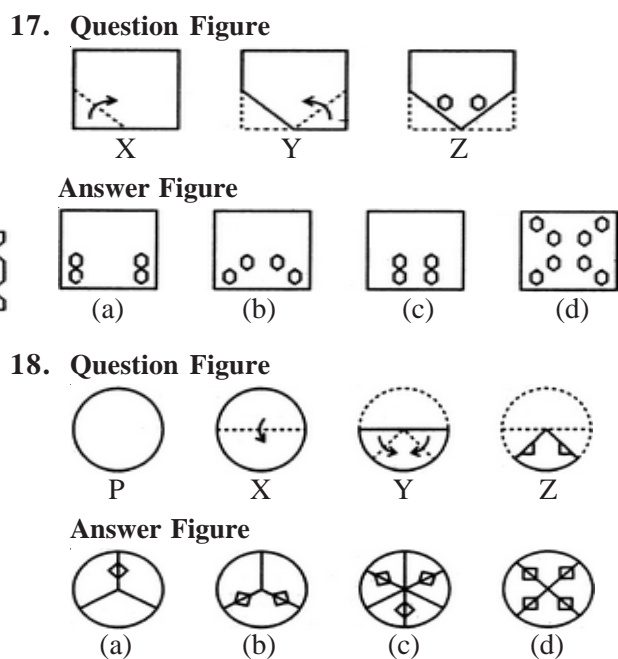 17. Question Figure
X Y Z
Answer Figure
(a) (b) (c) (d)
18. Question Figure
P X Y Z
Answer Figure
(a) (b) (c) (d)